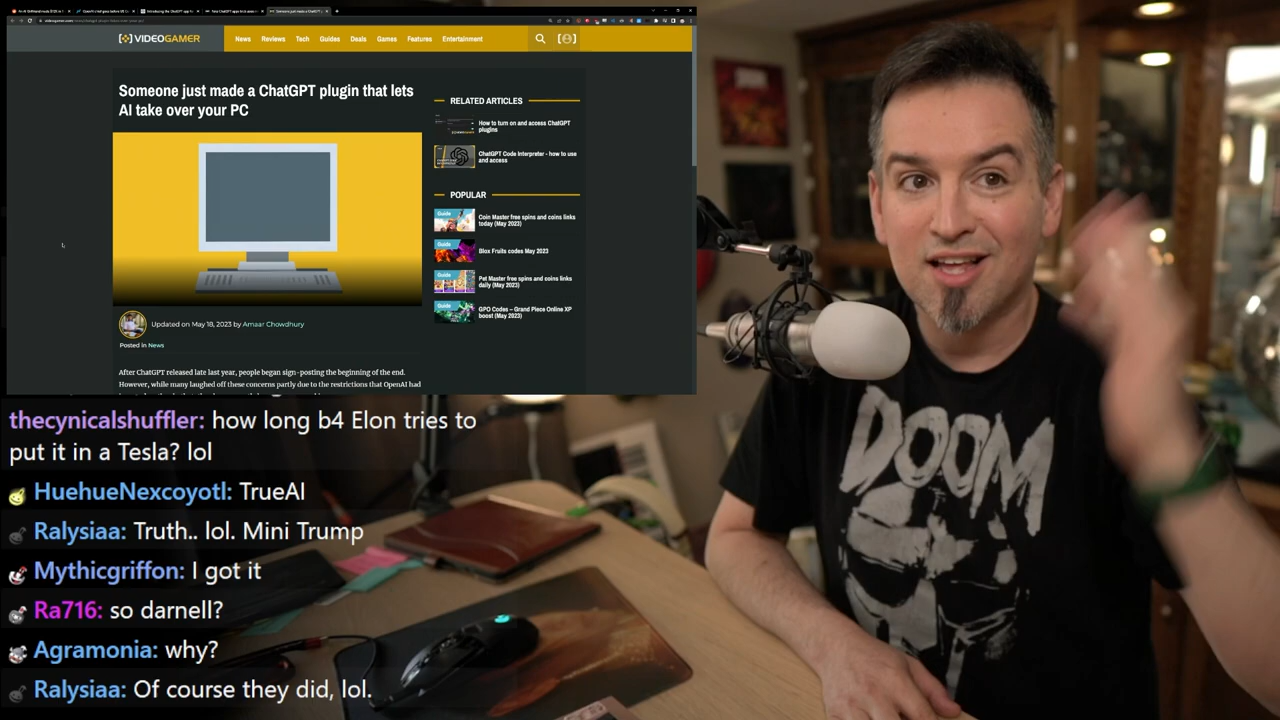 VIDEOGAMER
News Reviews Tech Guides Deals Games Features Entertainment
Someone just made a ChatGPT plugin that lets
AI take over your PC
Updated on May 18, 2023 by Amaar Chowdhury
Posted in News
After ChatGPT released late last year, people began sign-posting the beginning of the end.
However, while many laughed off these concerns partly due to the restrictions that OpenAI had
RELATED ARTICLES
How to turn on and access ChatGPT
plugins
ChatGPT Code Interpreter - how to use
and access
POPULAR
Guide
Coin Master free spins and coins links
today (May 2023)
Guide
Blox Fruits codes May 2023
Guide
Pet Master free spins and coins links
daily (May 2023)
Guide
GPO Codes – Grand Piece Online XP
boost (May 2023)
thecynicalshuffler: how long b4 Elon tries to
put it in a Tesla? lol
HuehueNexcoyotl: TrueAI
Ralysiaa: Truth.. lol. Mini Trump
Mythicgriffon: I got it
Ra716: so darnell?
Agramonia: why?
Ralysiaa: Of course they did, lol.
DOOM